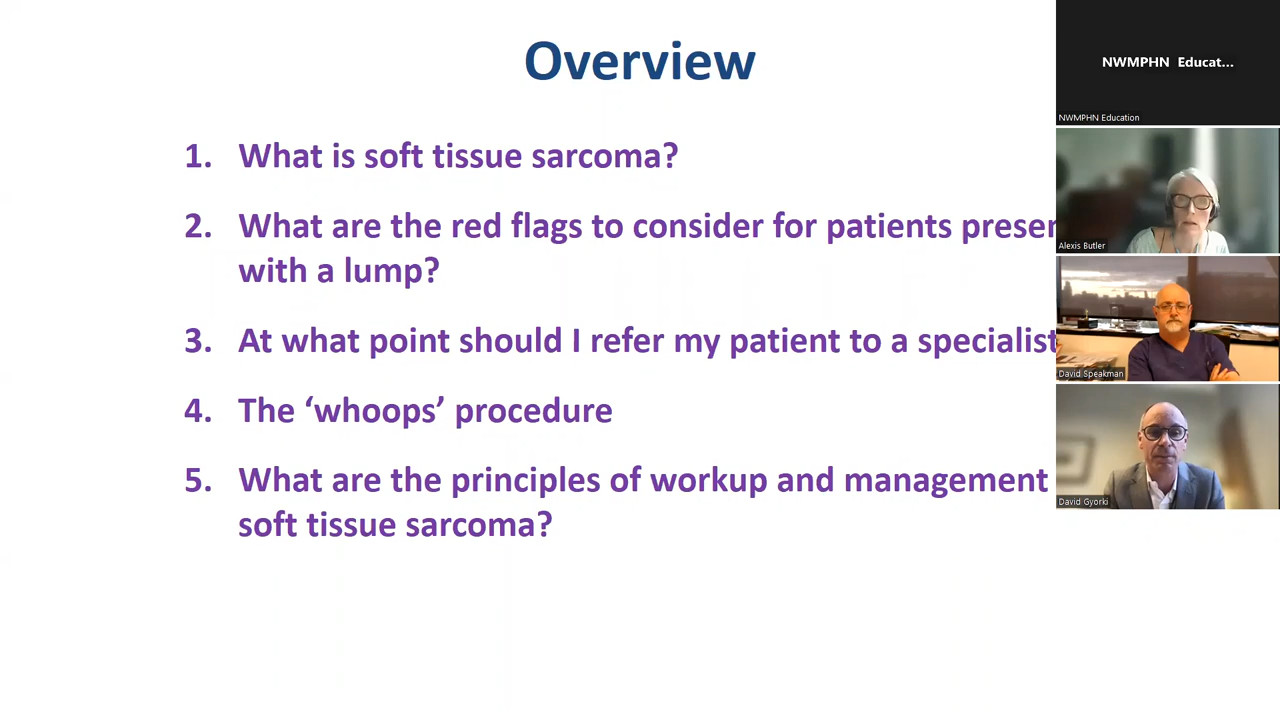 Overview
1. What is soft tissue sarcoma?
2. What are the red flags to consider for patients presen
with a lump?
3. At what point should I refer my patient to a specialist
4. The ‘whoops’ procedure
5. What are the principles of workup and management
soft tissue sarcoma?
NWMPHN Educat...
NWMPHN Education
Alexis Butler
David Speakman
David Gyorki